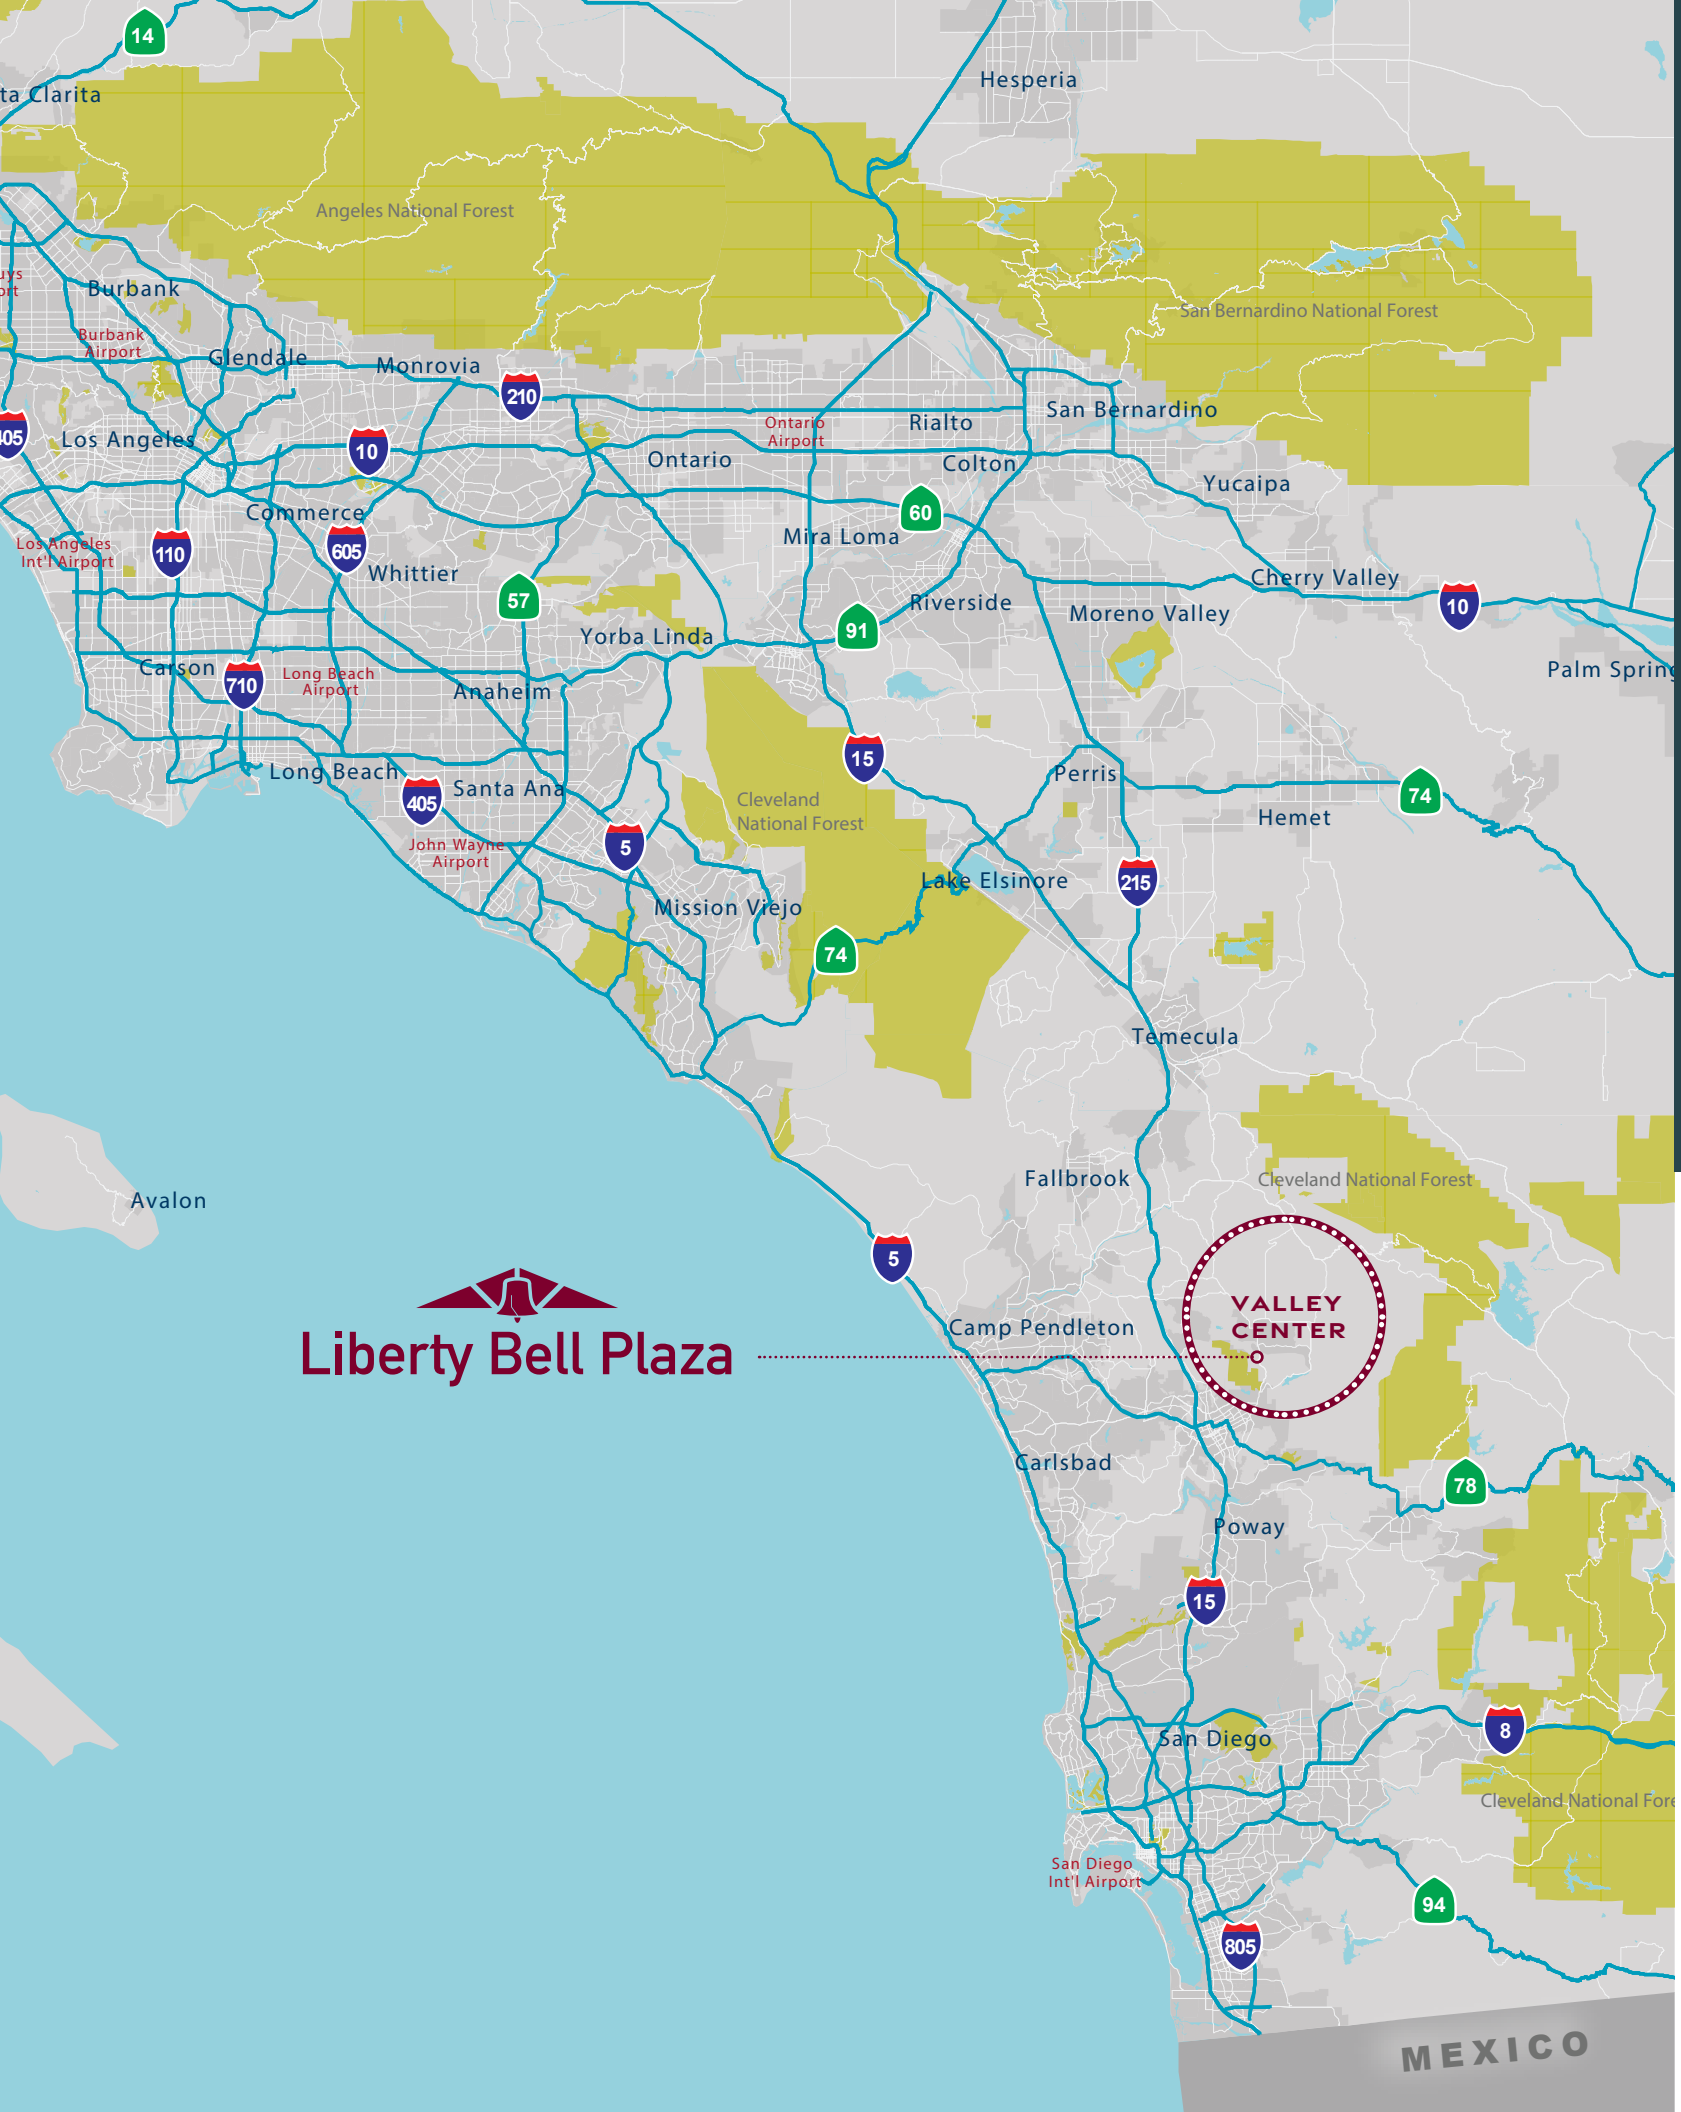 14
Hesperia
ta Clarita
Angeles National Forest
uys
ort
Burbank
San Bernardino National Forest
Burbank
Airport
Glendale
Monrovia
210
San Bernardino
405
Los Angeles
10
Ontario
Airport
Rialto
Ontario
Colton
Yucaipa
Commerce
60
Los Angeles
Int'l Airport
110
605
Mira Loma
Whittier
57
Cherry Valley
10
Riverside
Moreno Valley
91
Yorba Linda
Carson
710
Long Beach
Airport
Anaheim
Palm Spring
15
Long Beach
Santa Ana
405
Perris
74
Cleveland
National Forest
Hemet
John Wayne
Airport
5
Lake Elsinore
215
Mission Viejo
74
Temecula
Fallbrook
Cleveland National Forest
Avalon
5
VALLEY
CENTER
Camp Pendleton
Liberty Bell Plaza
Carlsbad
78
Poway
15
8
San Diego
Cleveland National Fore
San Diego
Int'l Airport
94
805
MEXICO